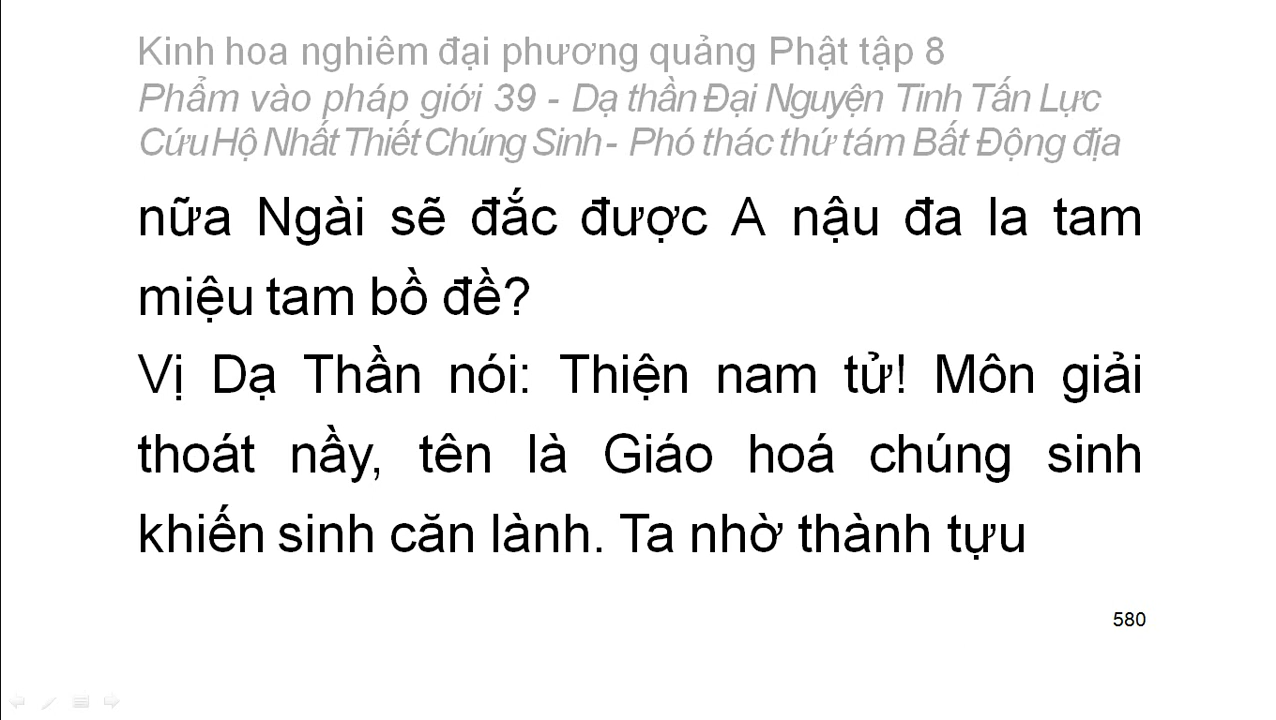 Kinh hoa nghiêm đại phương quảng Phật tập 8
Phẩm vào pháp giới 39 - Dạ thần Đại Nguyện Tinh Tấn Lực
Cứu Hộ Nhất Thiết Chúng Sinh - Phó thác thứ tám Bất Động địa
nữa Ngài sẽ đắc được A nậu đa la tam
miệu tam bồ đề?
Vị Dạ Thần nói: Thiện nam tử! Môn giải
thoát nầy, tên là Giáo hoá chúng sinh
khiến sinh căn lành. Ta nhờ thành tựu
580